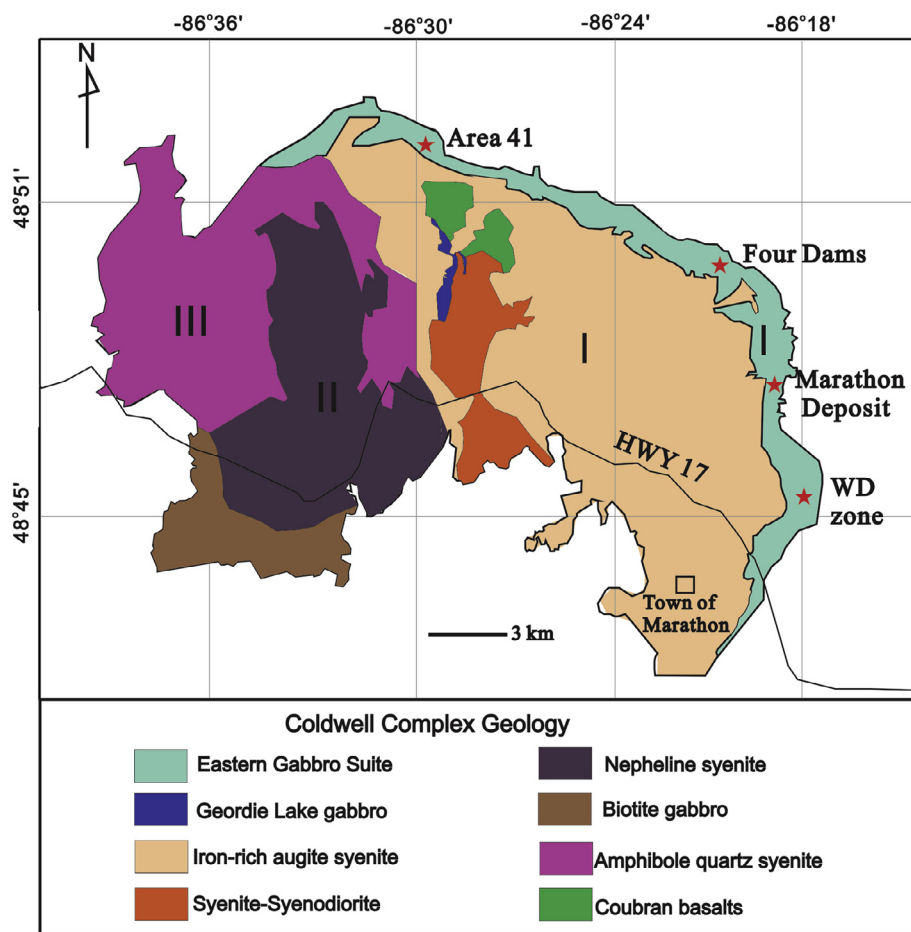 -86°36'
-86°30'
-86°24'
-86°18'
N
Area 41
48°51'
Four Dams
III
I
I
Marathon
Deposit
II
HWY 17
WD
zone
48°45'
Town of
Marathon
3 km
Coldwell Complex Geology
Eastern Gabbro Suite
Nepheline syenite
Geordie Lake gabbro
Biotite gabbro
Iron-rich augite syenite
Amphibole quartz syenite
Syenite-Syenodiorite
Coubran basalts